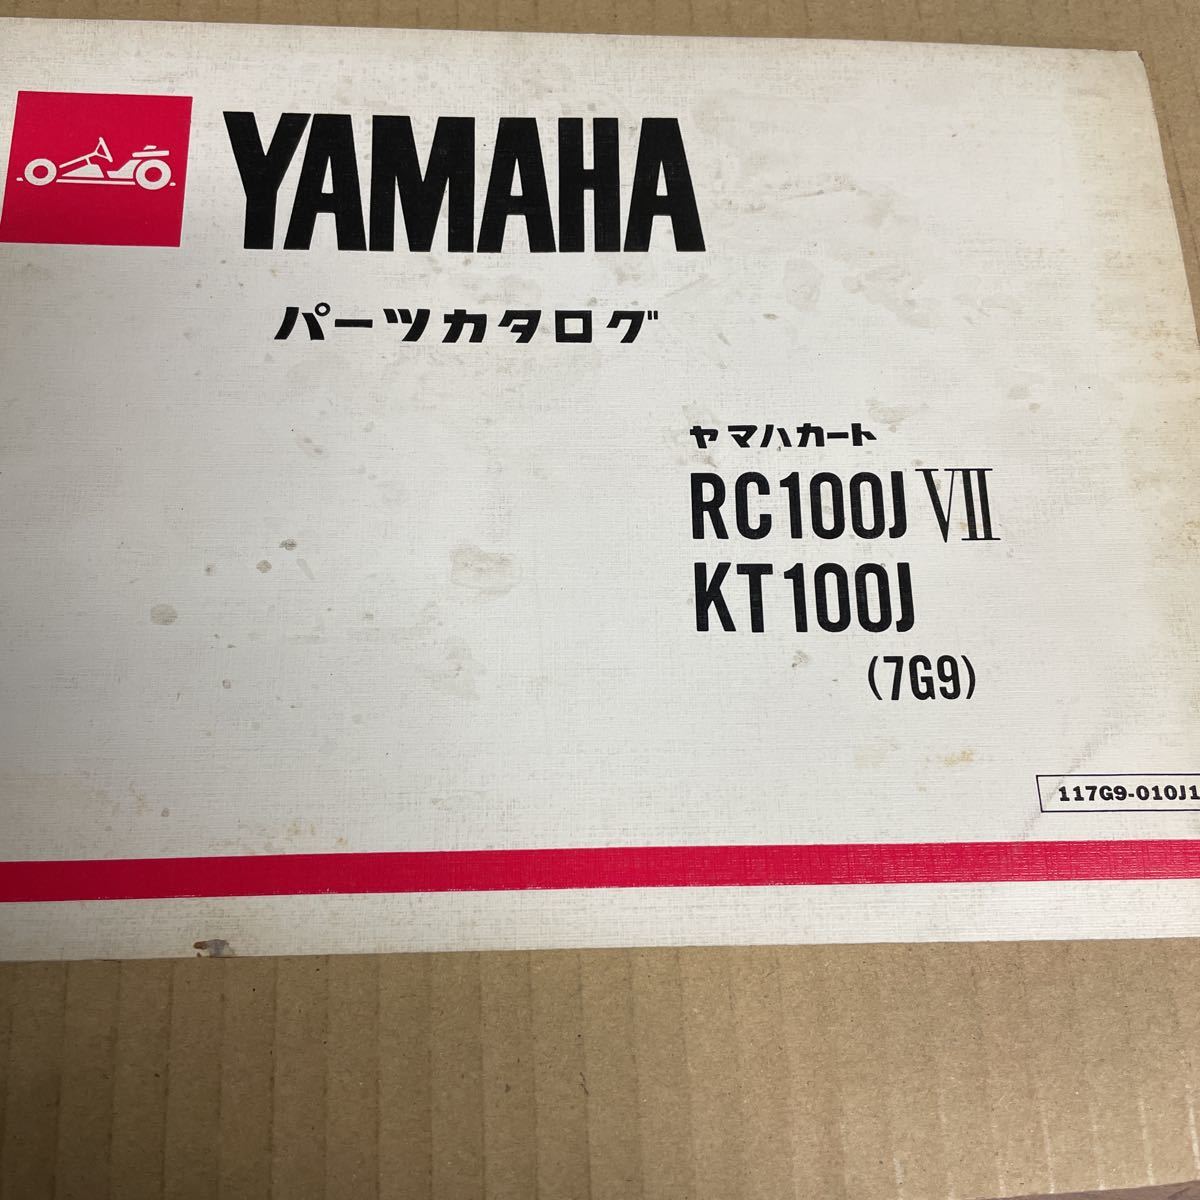 YAMAHA
パーツカタログ
ヤマハカート
RC100J VII
KT100J
(7G9)
117G9-010J1